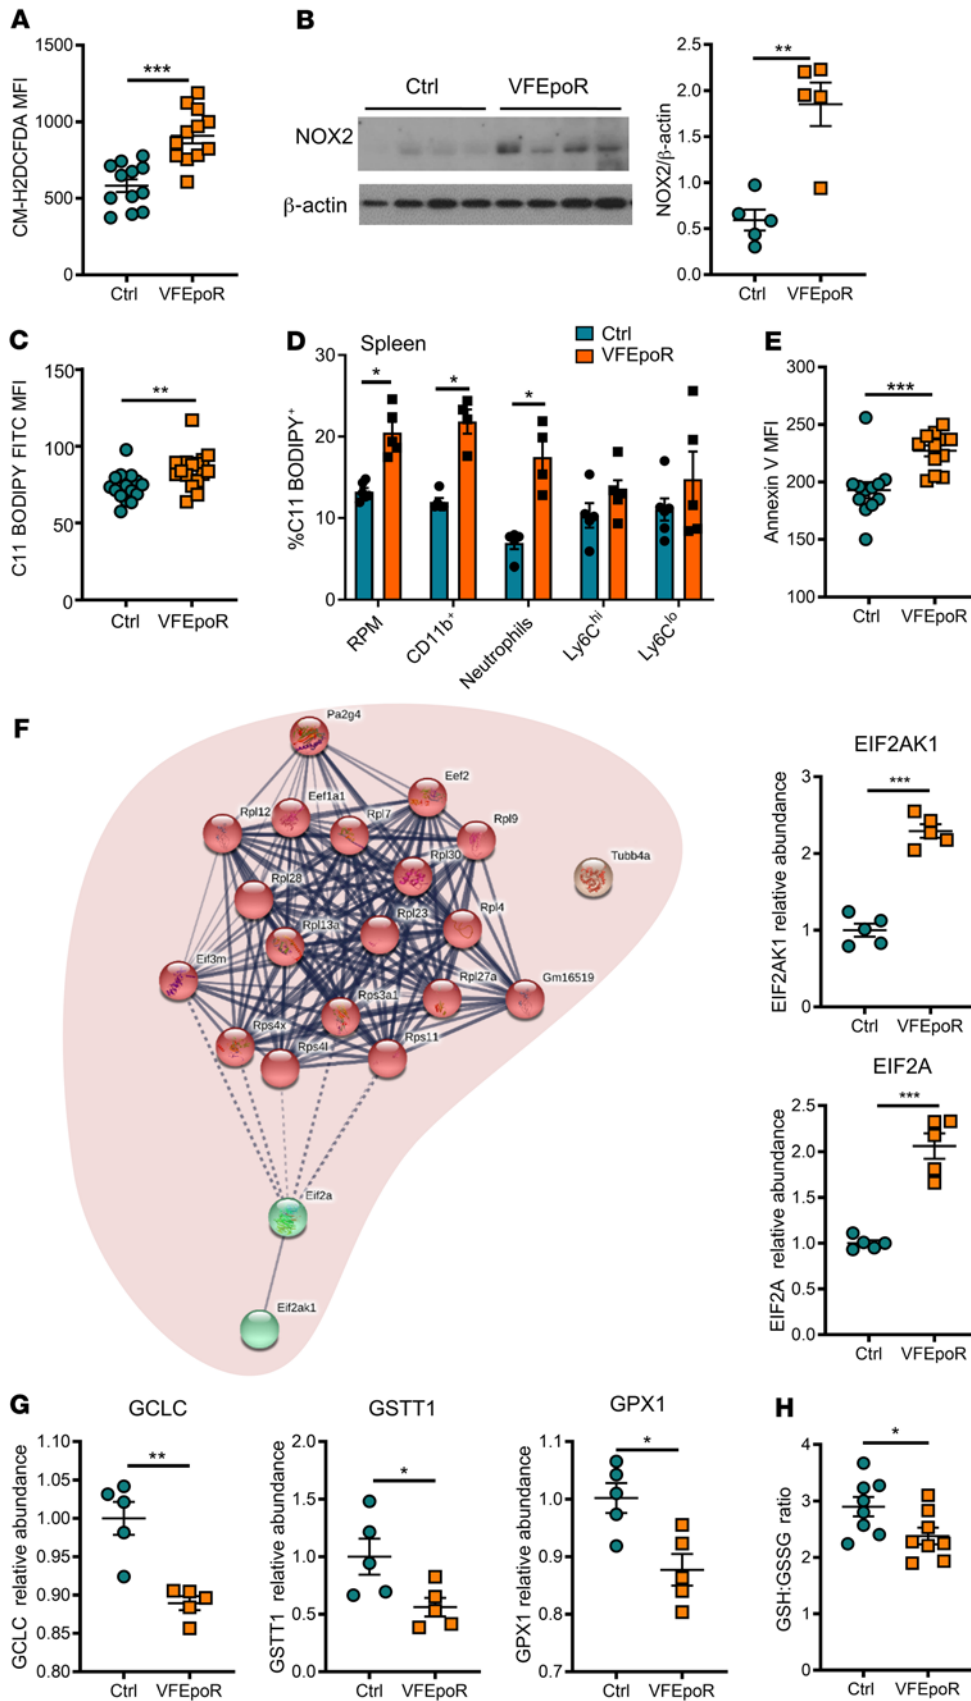 A
1500
1000
500
0
CM-H2DCFDA MFI
***
Ctrl
VFEpoR
B
Ctrl
VFEpoR
NOX2
β-actin
2.5
2.0
1.5
1.0
0.5
0.0
NOX2/β-actin
**
Ctrl
VFEpoR
C
150
100
50
0
C11 BODIPY FITC MFI
**
Ctrl
VFEpoR
D
Spleen
Ctrl
VFEpoR
30
20
10
0
%C11 BODIPY⁺
*
*
*
RPM
CD11b⁺
Neutrophils
Ly6Cʰⁱ
Ly6Cˡᵒ
E
300
250
200
150
100
Annexin V MFI
***
Ctrl
VFEpoR
F
Pa2g4
Eef2
Eef1a1
Rpl12
Rpl7
Rpl9
Rpl30
Tubb4a
Rpl28
Rpl23
Rpl4
Rpl13a
Eif3m
Rpl27a
Gm16519
Rps3a1
Rps4x
Rps4l
Rps11
Eif2a
Eif2ak1
EIF2AK1
3
2
1
0
EIF2AK1 relative abundance
***
Ctrl
VFEpoR
EIF2A
2.5
2.0
1.5
1.0
0.5
0.0
EIF2A relative abundance
***
Ctrl
VFEpoR
G
GCLC
1.10
1.05
1.00
0.95
0.90
0.85
0.80
GCLC relative abundance
**
Ctrl
VFEpoR
GSTT1
2.0
1.5
1.0
0.5
0.0
GSTT1 relative abundance
*
Ctrl
VFEpoR
GPX1
1.1
1.0
0.9
0.8
0.7
GPX1 relative abundance
*
Ctrl
VFEpoR
H
4
3
2
1
0
GSH:GSSG ratio
*
Ctrl
VFEpoR